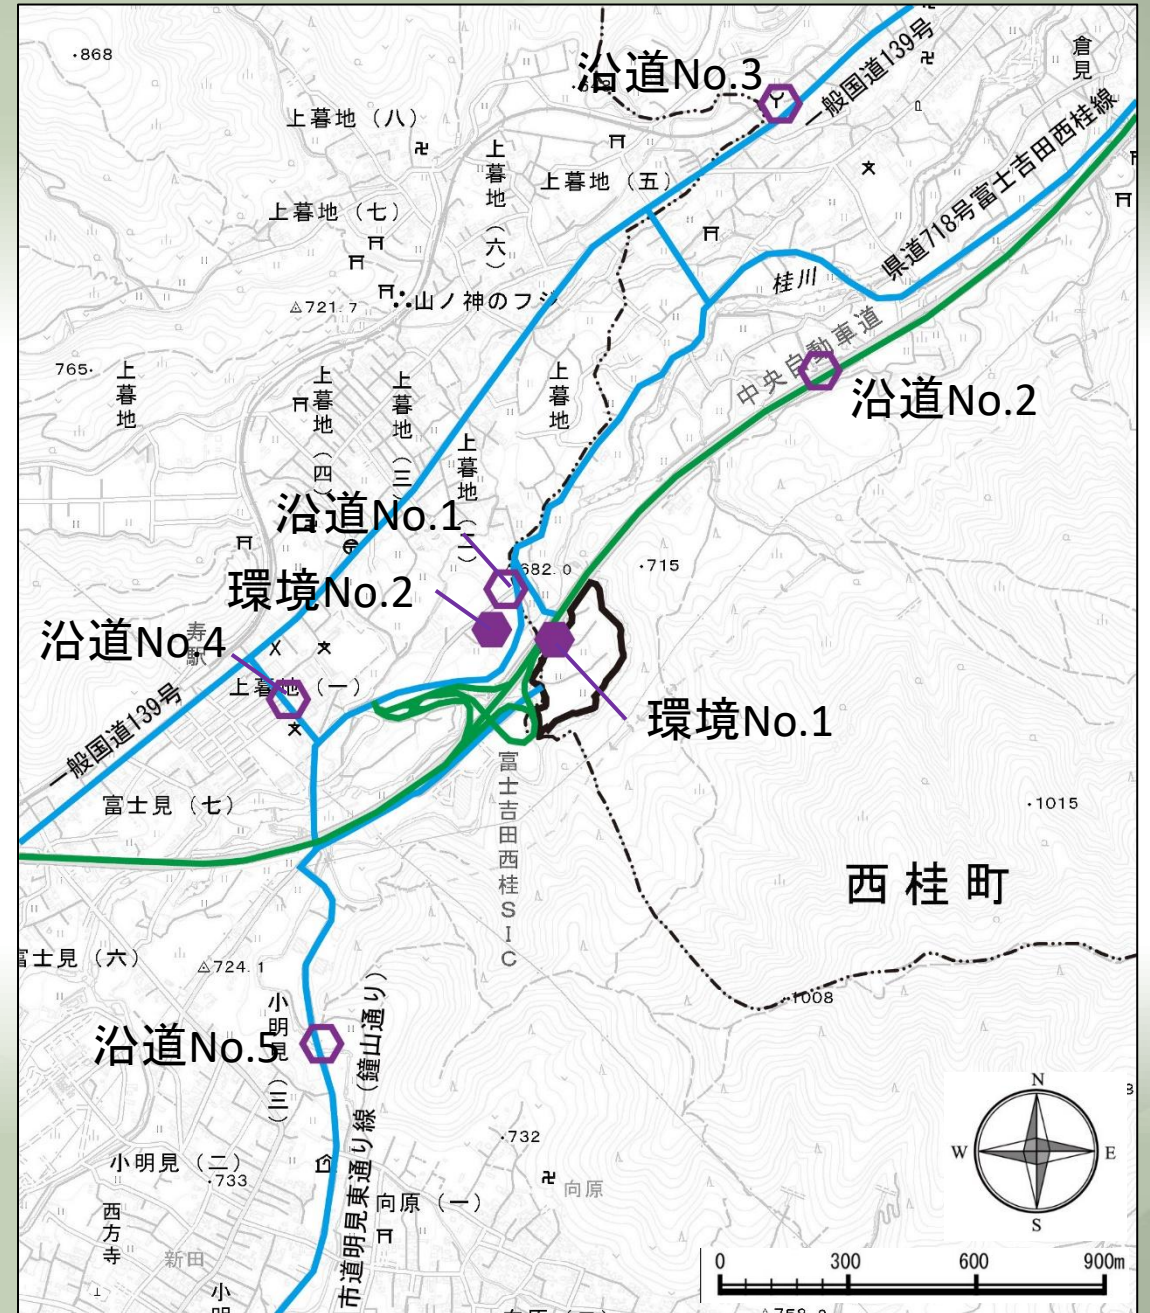 ・868
沿道No.3
一般国道139号
倉見
上暮地（八）
上暮地（六）
上暮地（五）
県道718号富士吉田西桂線
上暮地（七）
桂川
山ノ神のフジ
721.7
中央自動車道
765・
上暮地
上暮地（四）
上暮地（三）
上暮地
沿道No.2
上暮地（二）
沿道No.1
682.0
・715
環境No.2
寿駅
沿道No.4
上暮地（一）
環境No.1
一般国道139号
富士見（七）
富士吉田西桂SIC
・1015
西桂町
富士見（六）
724.1
・1008
小明見（三）
沿道No.5
市道明見東通り線（鐘山通り）
N
W
E
S
・732
小明見（二）
・733
向原
向原（一）
西方寺
新田
0 300 600 900m